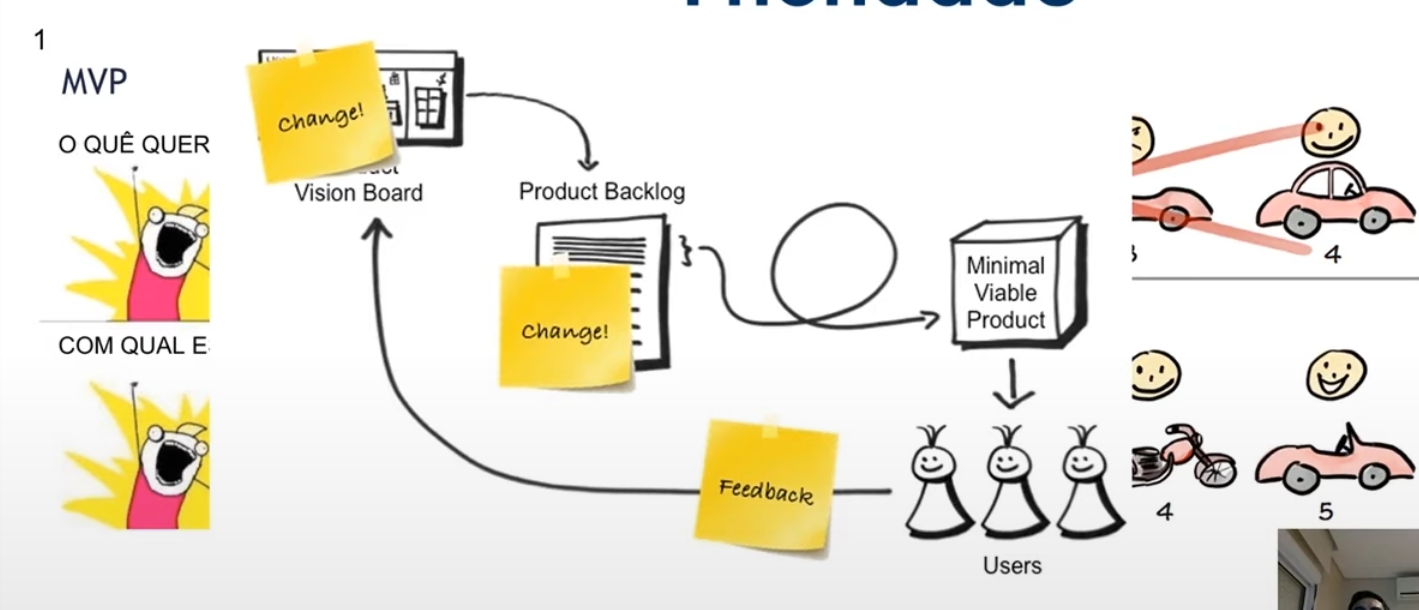 1
MVP
O QUÊ QUER
COM QUAL E
Change!
Vision Board
Product Backlog
Change!
Minimal
Viable
Product
Feedback
Users
4
4
5